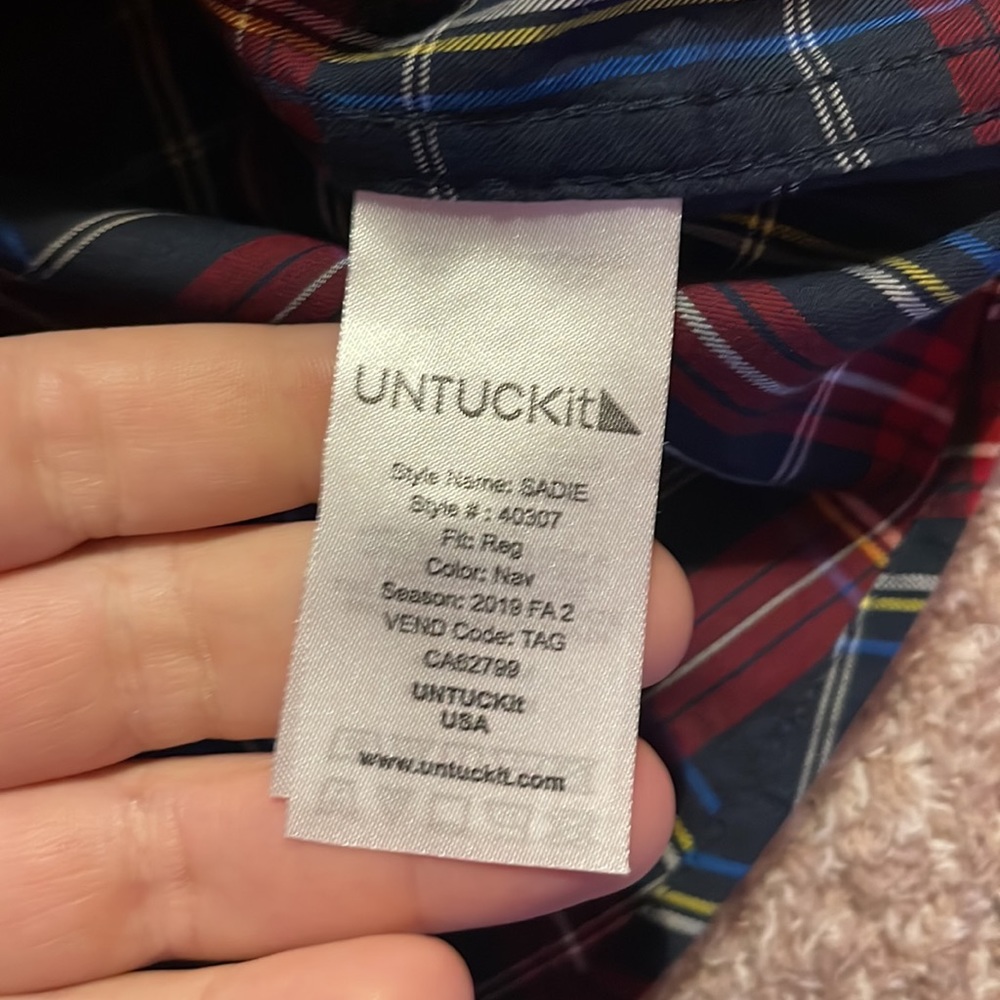 UNTUCKit
Style Name: SADIE
Style # : 40307
Fit: Reg
Color: Nav
Season: 2019 FA 2
VEND Code: TAG
CA62799
UNTUCKit
USA
www.untuckit.com